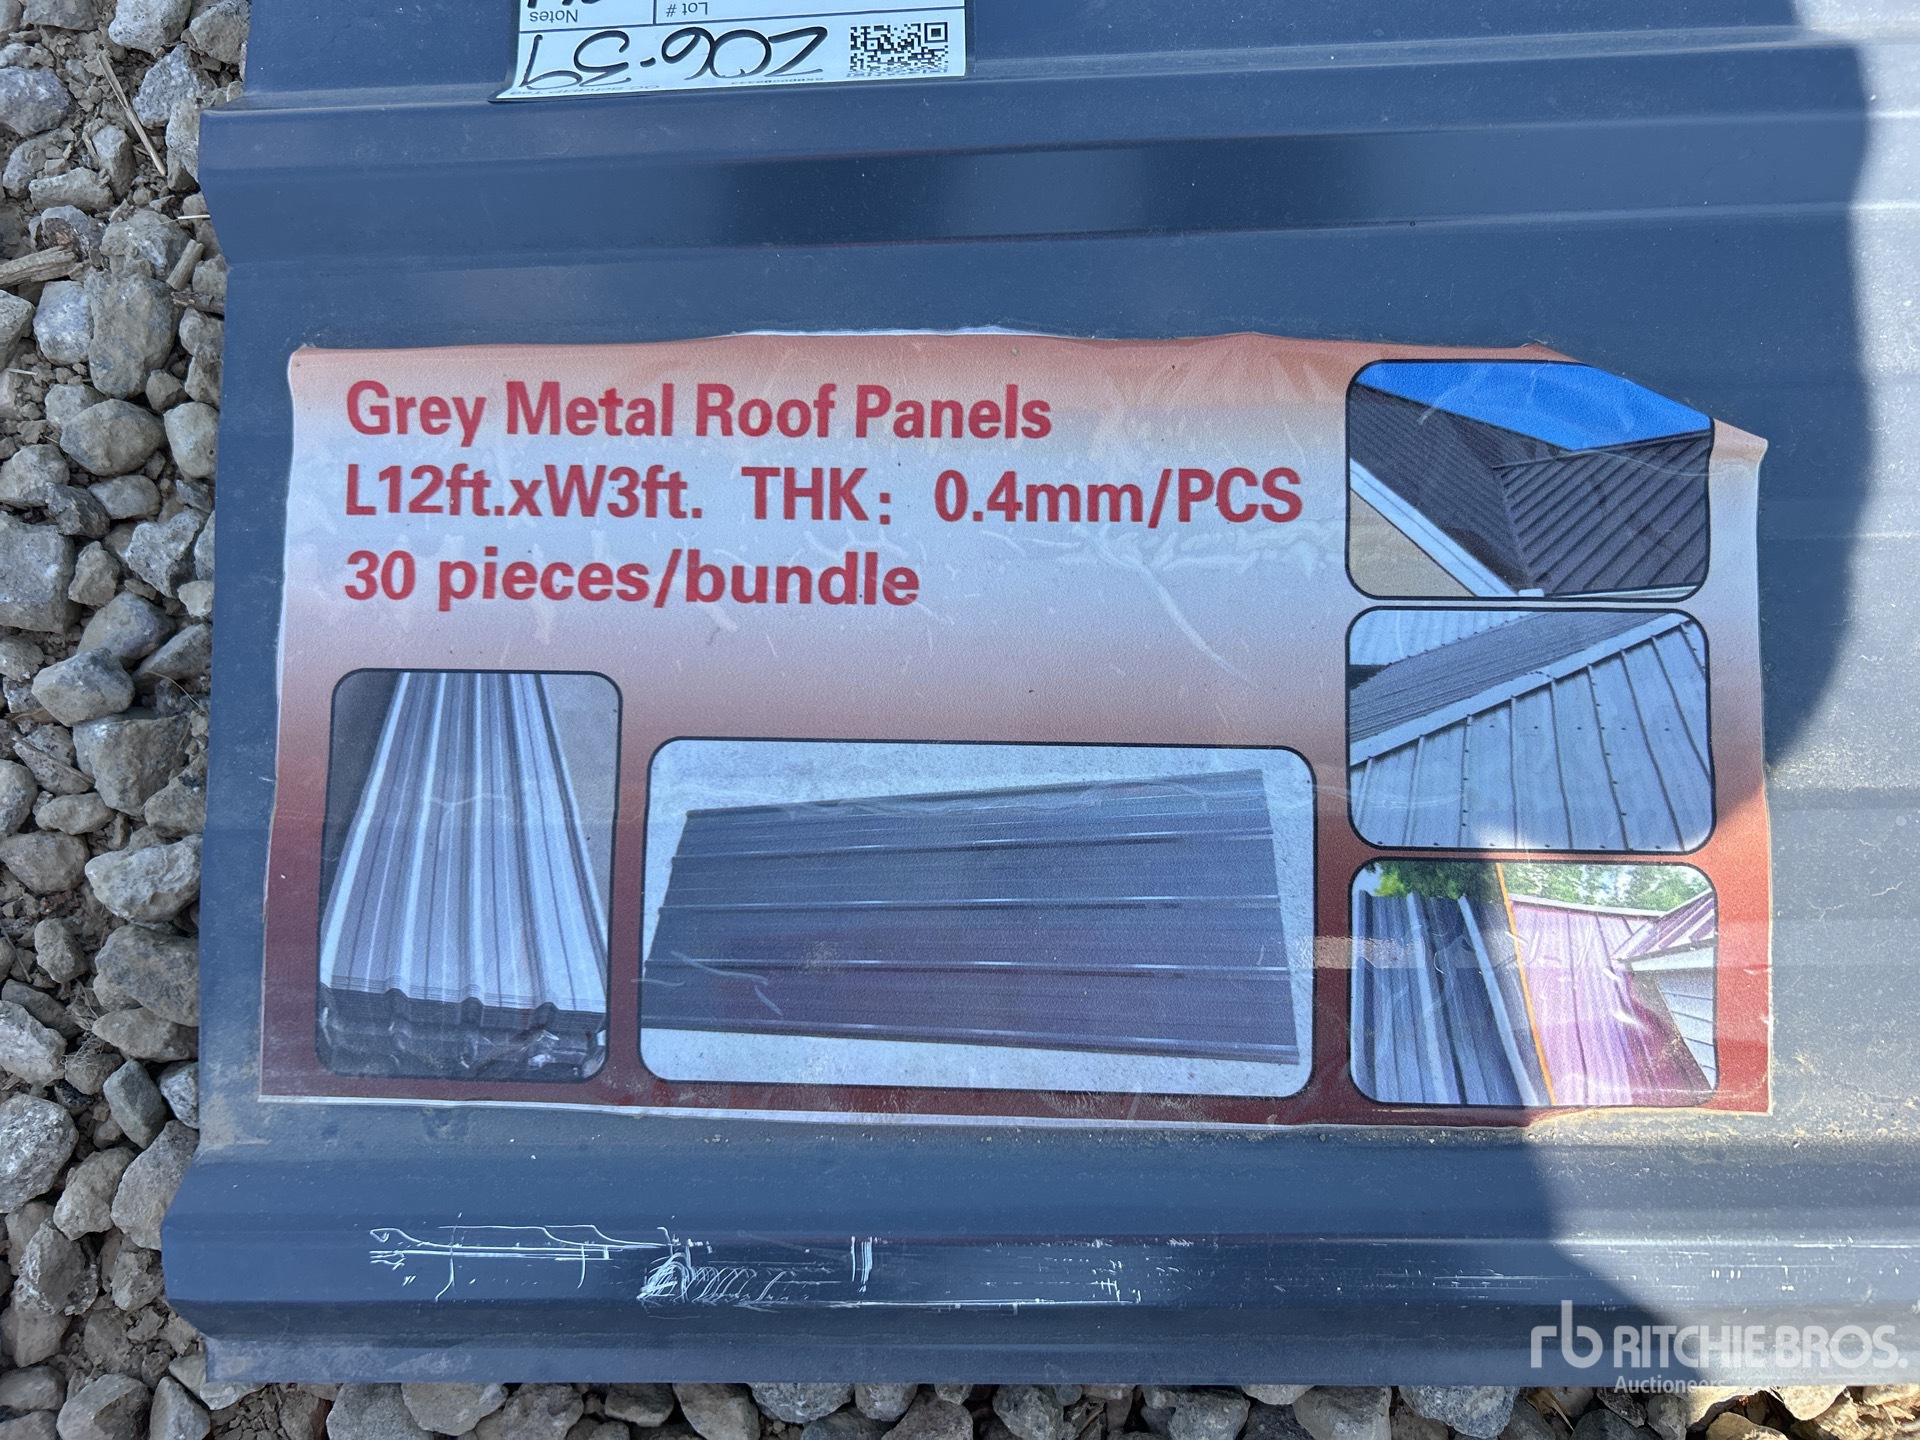 Notes
Lot #
206-39
Grey Metal Roof Panels
L12ft.xW3ft. THK: 0.4mm/PCS
30 pieces/bundle
rb RITCHIE BROS.
Auctioneers